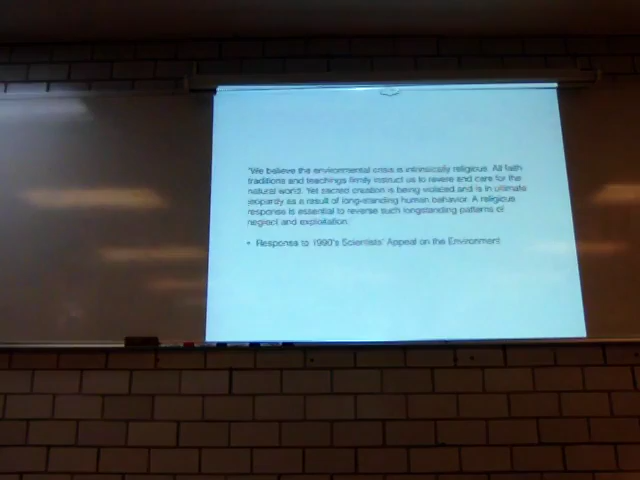 "We believe the environmental crisis is intrinsically religious. All faith
traditions and teachings firmly instruct us to revere and care for the
natural world. Yet sacred creation is being violated and is in ultimate
jeopardy as a result of long-standing human behavior. A religious
response is essential to reverse such longstanding patterns of
neglect and exploitation."
• Response to 1990's Scientists' Appeal on the Environment